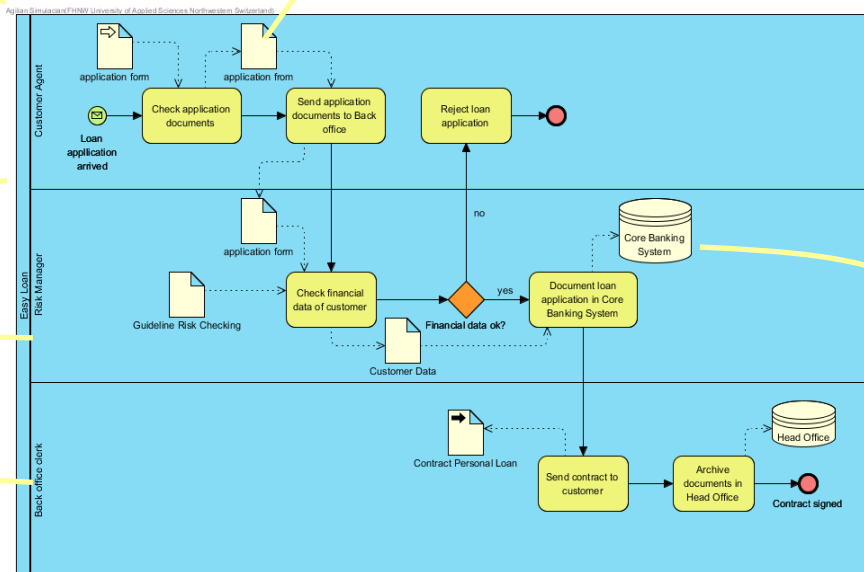 Agilian Simulacian(FHNW University of Applied Sciences Northwestern Switzerland)
Easy Loan
Customer Agent
application form
application from
Check application
documents
Send application
documents to Back
office
Reject loan
application
Loan
appllication
arrived
Risk Manager
no
application form
Core Banking
System
Guideline Risk Checking
Check financial
data of customer
yes
Financial data ok?
Document loan
application in Core
Banking System
Customer Data
Back office clerk
Contract Personal Loan
Head Office
Send contract to
customer
Archive
documents in
Head Office
Contract signed